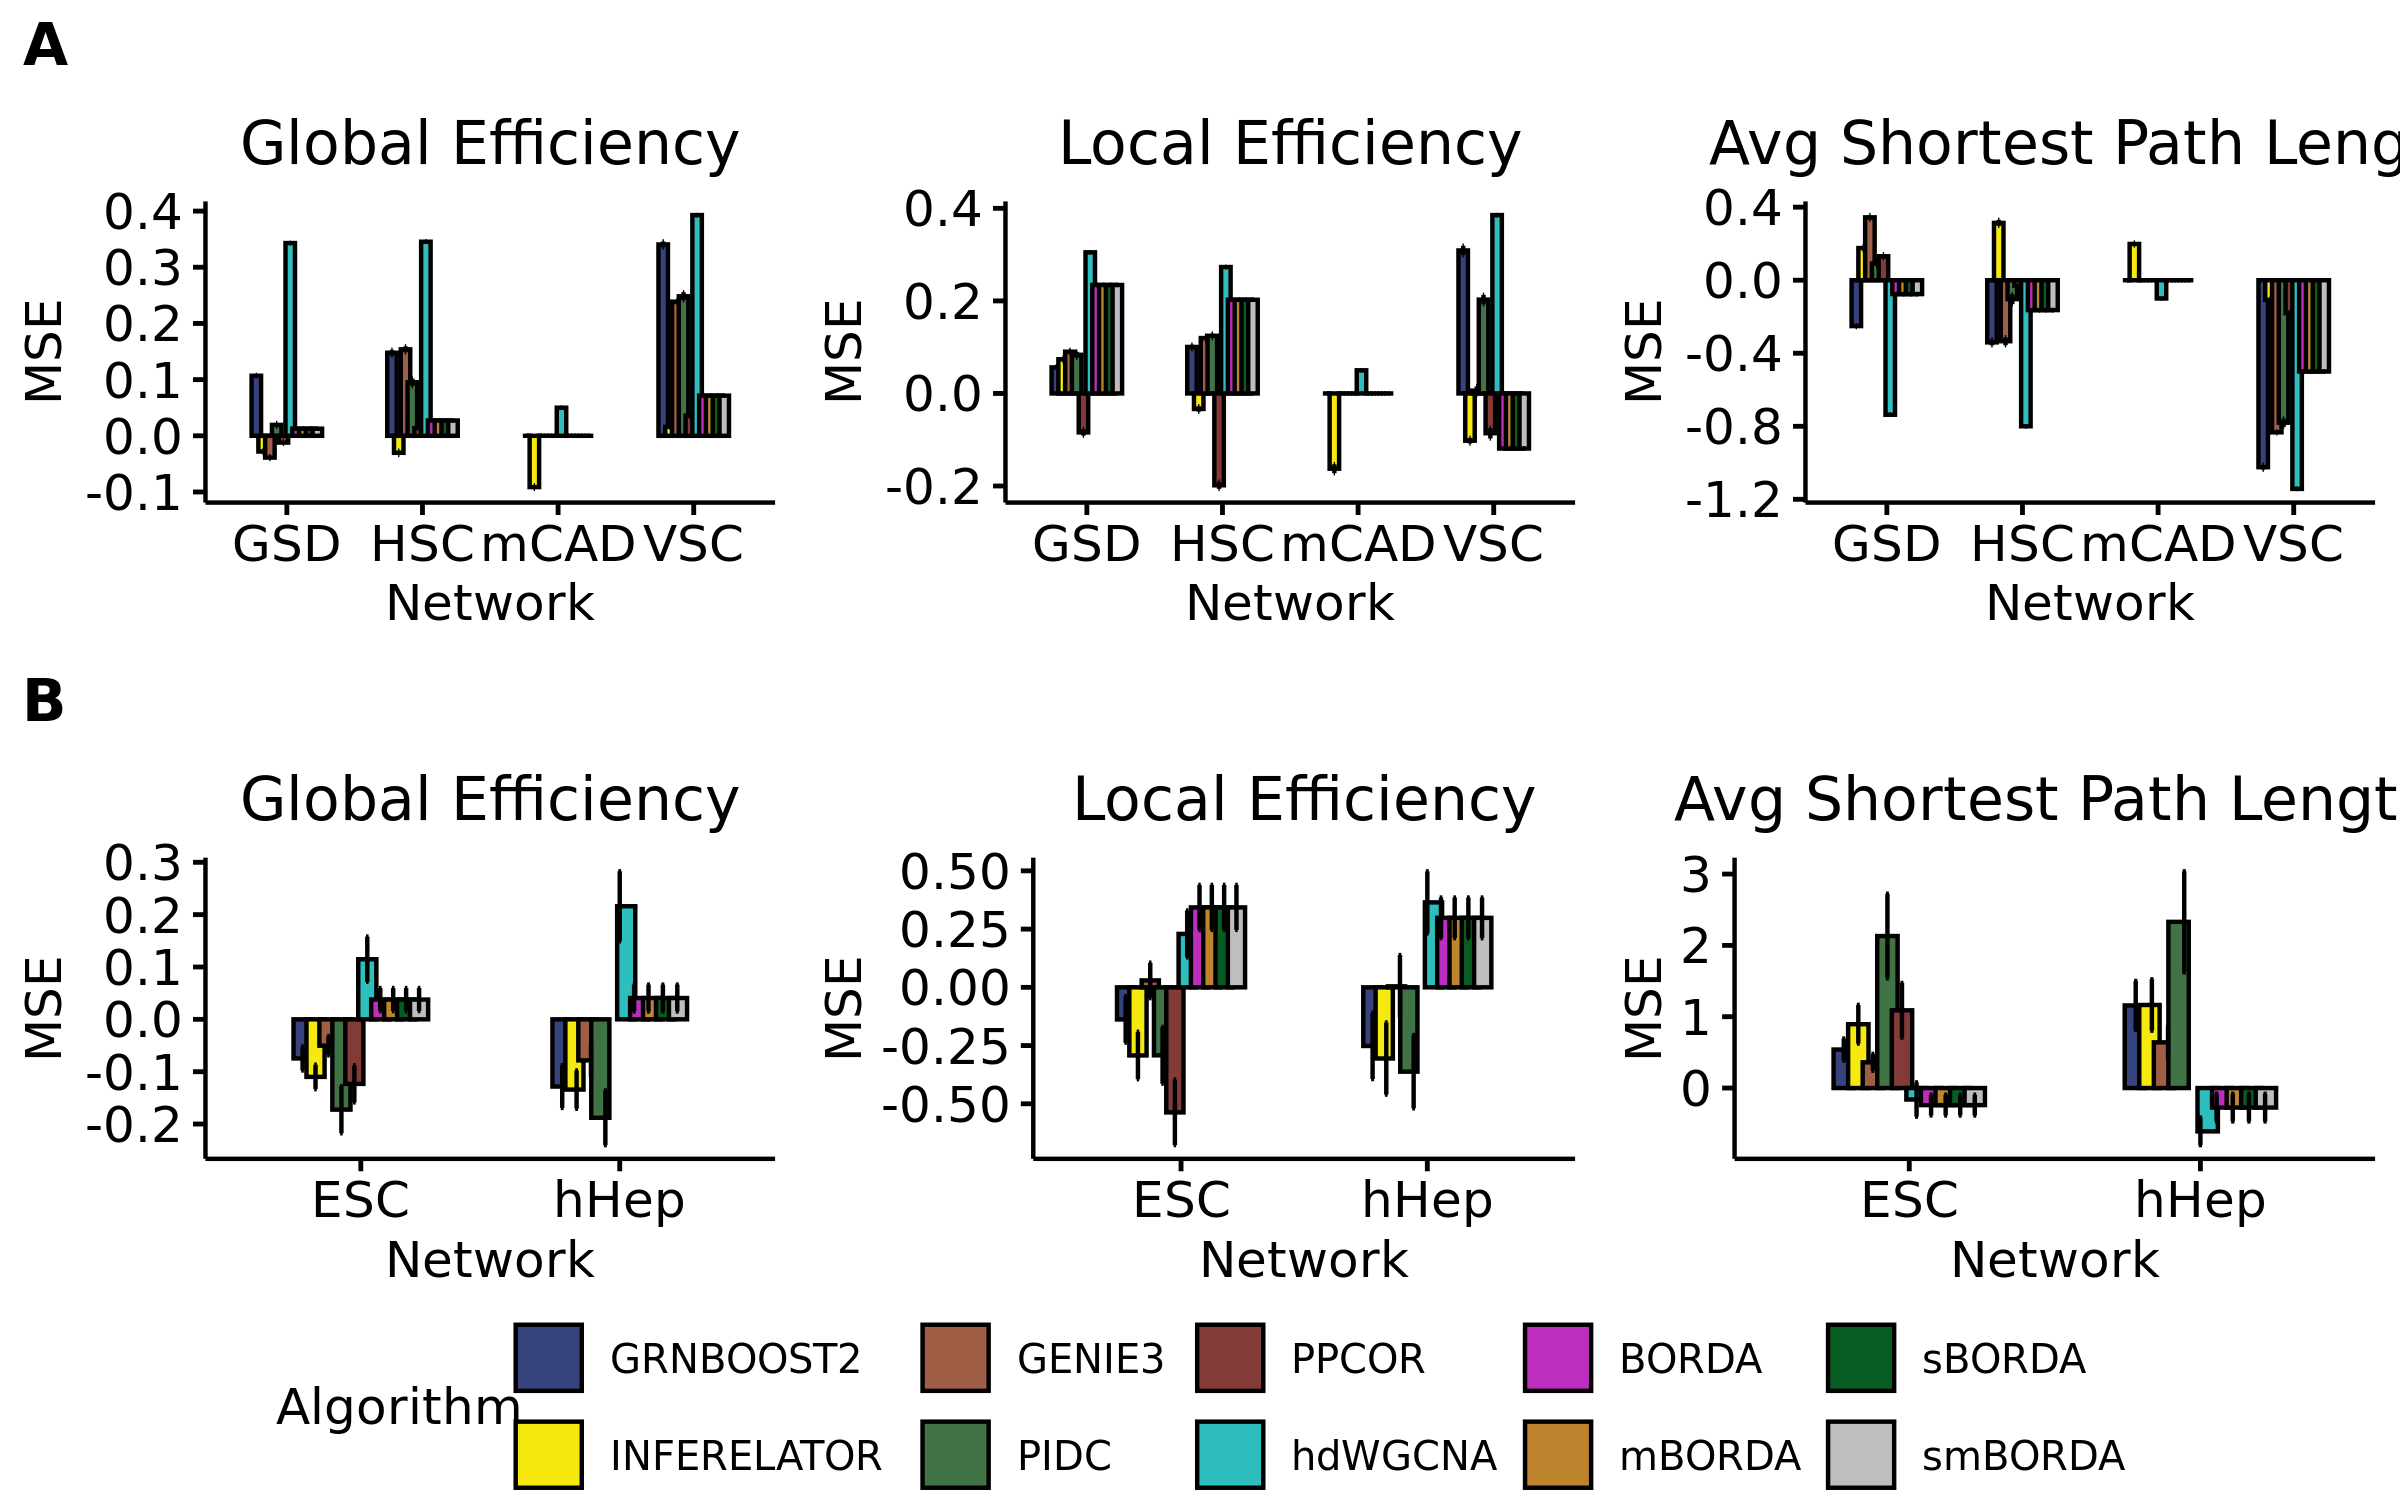 A
Global Efficiency
Local Efficiency
Avg Shortest Path Leng
MSE
0.4
0.3
0.2
0.1
0.0
-0.1
GSD HSC mCAD VSC
Network
MSE
0.4
0.2
0.0
-0.2
GSD HSC mCAD VSC
Network
MSE
0.4
0.0
-0.4
-0.8
-1.2
GSD HSC mCAD VSC
Network
B
Global Efficiency
Local Efficiency
Avg Shortest Path Lengt
MSE
0.3
0.2
0.1
0.0
-0.1
-0.2
ESC hHep
Network
MSE
0.50
0.25
0.00
-0.25
-0.50
ESC hHep
Network
MSE
3
2
1
0
ESC hHep
Network
Algorithm
GRNBOOST2 GENIE3 PPCOR BORDA sBORDA
INFERELATOR PIDC hdWGCNA mBORDA smBORDA